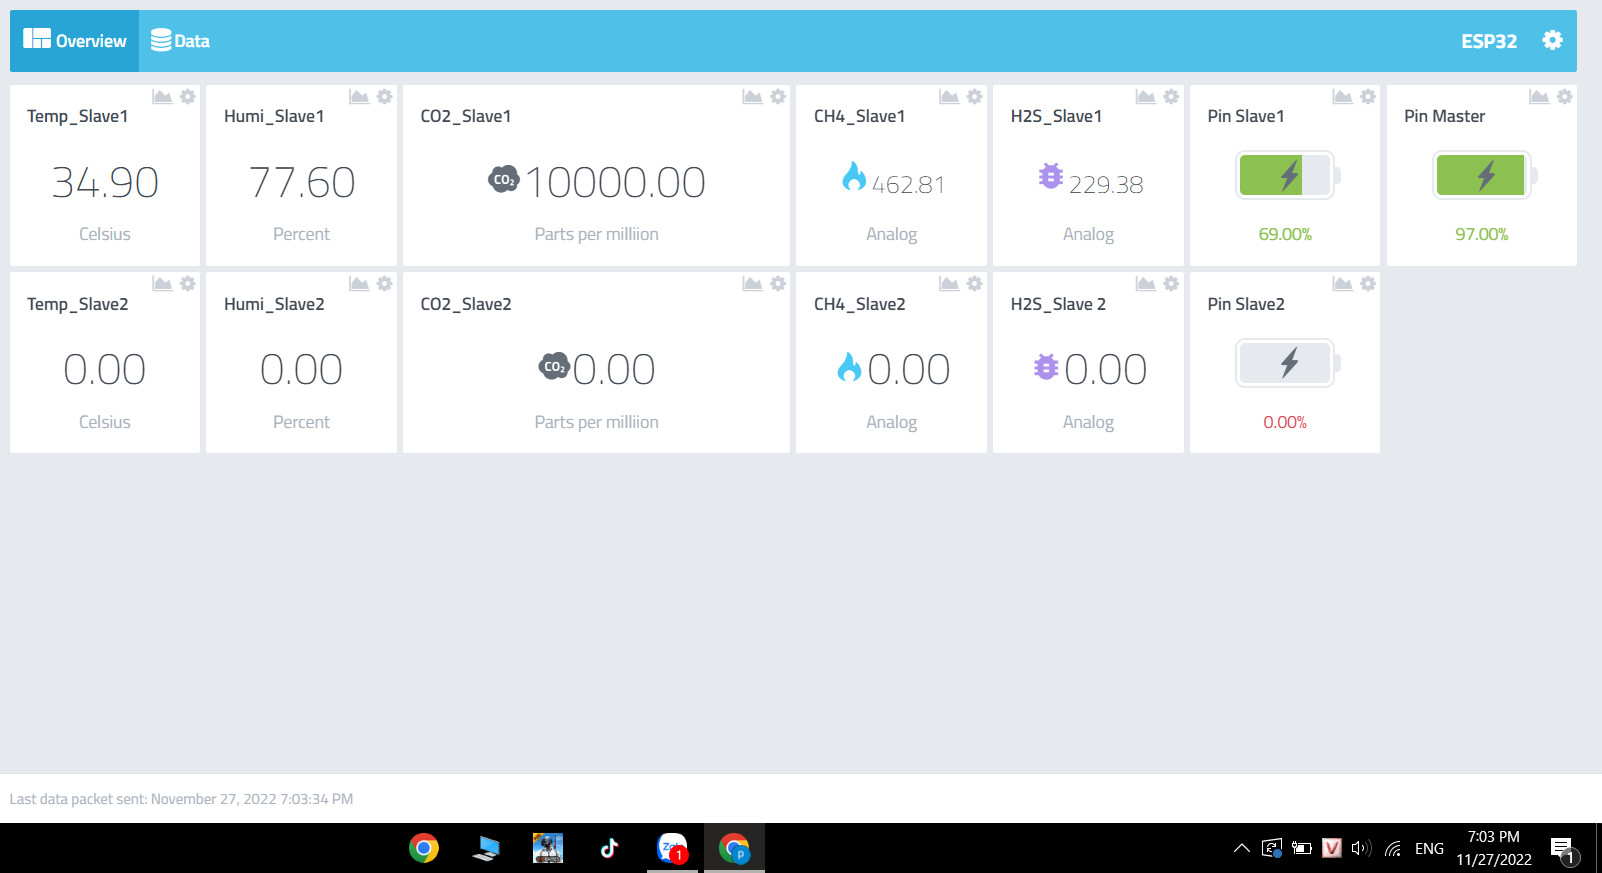 Overview Data ESP32
Temp_Slave1
34.90
Celsius
Humi_Slave1
77.60
Percent
CO2_Slave1
CO₂ 10000.00
Parts per milliion
CH4_Slave1
462.81
Analog
H2S_Slave1
229.38
Analog
Pin Slave1
69.00%
Pin Master
97.00%
Temp_Slave2
0.00
Celsius
Humi_Slave2
0.00
Percent
CO2_Slave2
CO₂ 0.00
Parts per milliion
CH4_Slave2
0.00
Analog
H2S_Slave 2
0.00
Analog
Pin Slave2
0.00%
Last data packet sent: November 27, 2022 7:03:34 PM
1
p
V
ENG
7:03 PM
11/27/2022
1